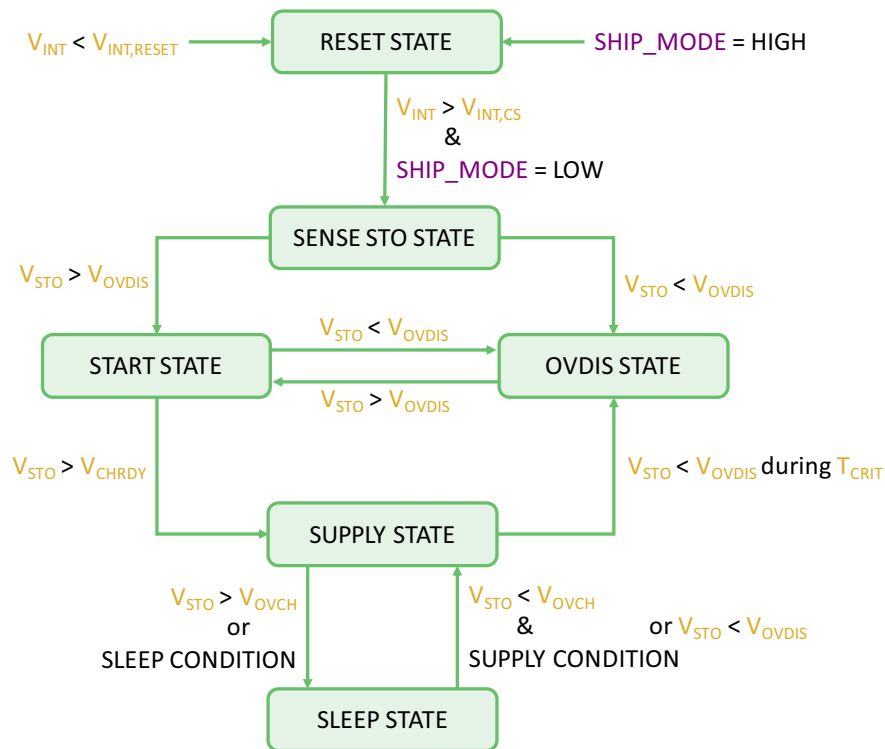 RESET STATE
V_INT < V_INT,RESET
SHIP_MODE = HIGH
V_INT > V_INT,CS
&
SHIP_MODE = LOW
SENSE STO STATE
V_STO > V_OVDIS
V_STO < V_OVDIS
V_STO < V_OVDIS
START STATE
OVDIS STATE
V_STO > V_OVDIS
V_STO > V_CHRDY
V_STO < V_OVDIS during T_CRIT
SUPPLY STATE
V_STO > V_OVCH
or
SLEEP CONDITION
V_STO < V_OVCH
&
SUPPLY CONDITION
or V_STO < V_OVDIS
SLEEP STATE